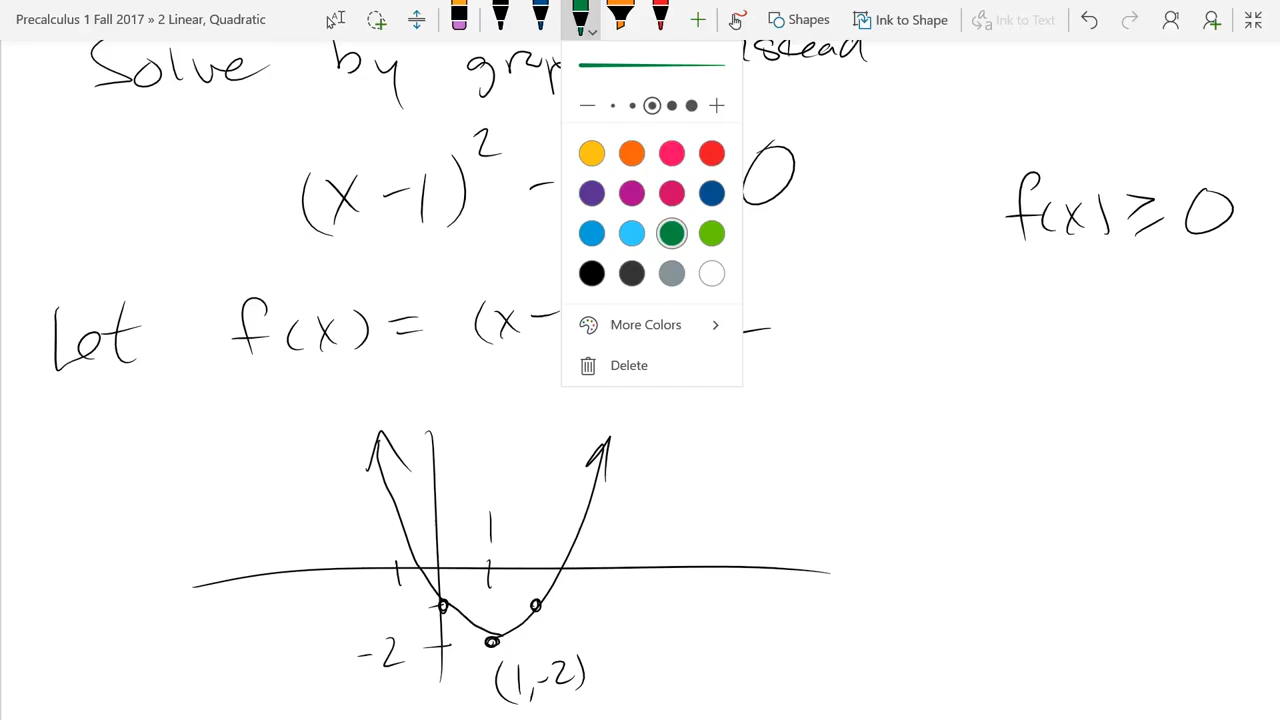 Precalculus 1 Fall 2017 » 2 Linear, Quadratic
Shapes
Ink to Shape
Ink to Text
Solve by
(x-1)² - 0
f(x) ≥ 0
Let f(x) = (x- -
More Colors
Delete
1
-2
(1,-2)